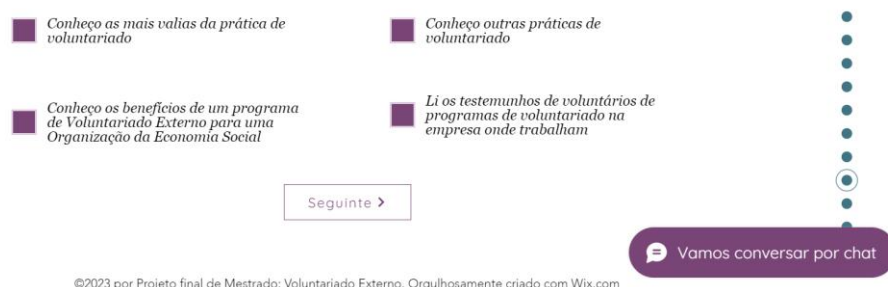 Conheço as mais valias da prática de
voluntariado
Conheço outras práticas de
voluntariado
Conheço os benefícios de um programa
de Voluntariado Externo para uma
Organização da Economia Social
Li os testemunhos de voluntários de
programas de voluntariado na
empresa onde trabalham
Seguinte >
Vamos conversar por chat
©2023 por Projeto final de Mestrado: Voluntariado Externo. Orgulhosamente criado com Wix.com